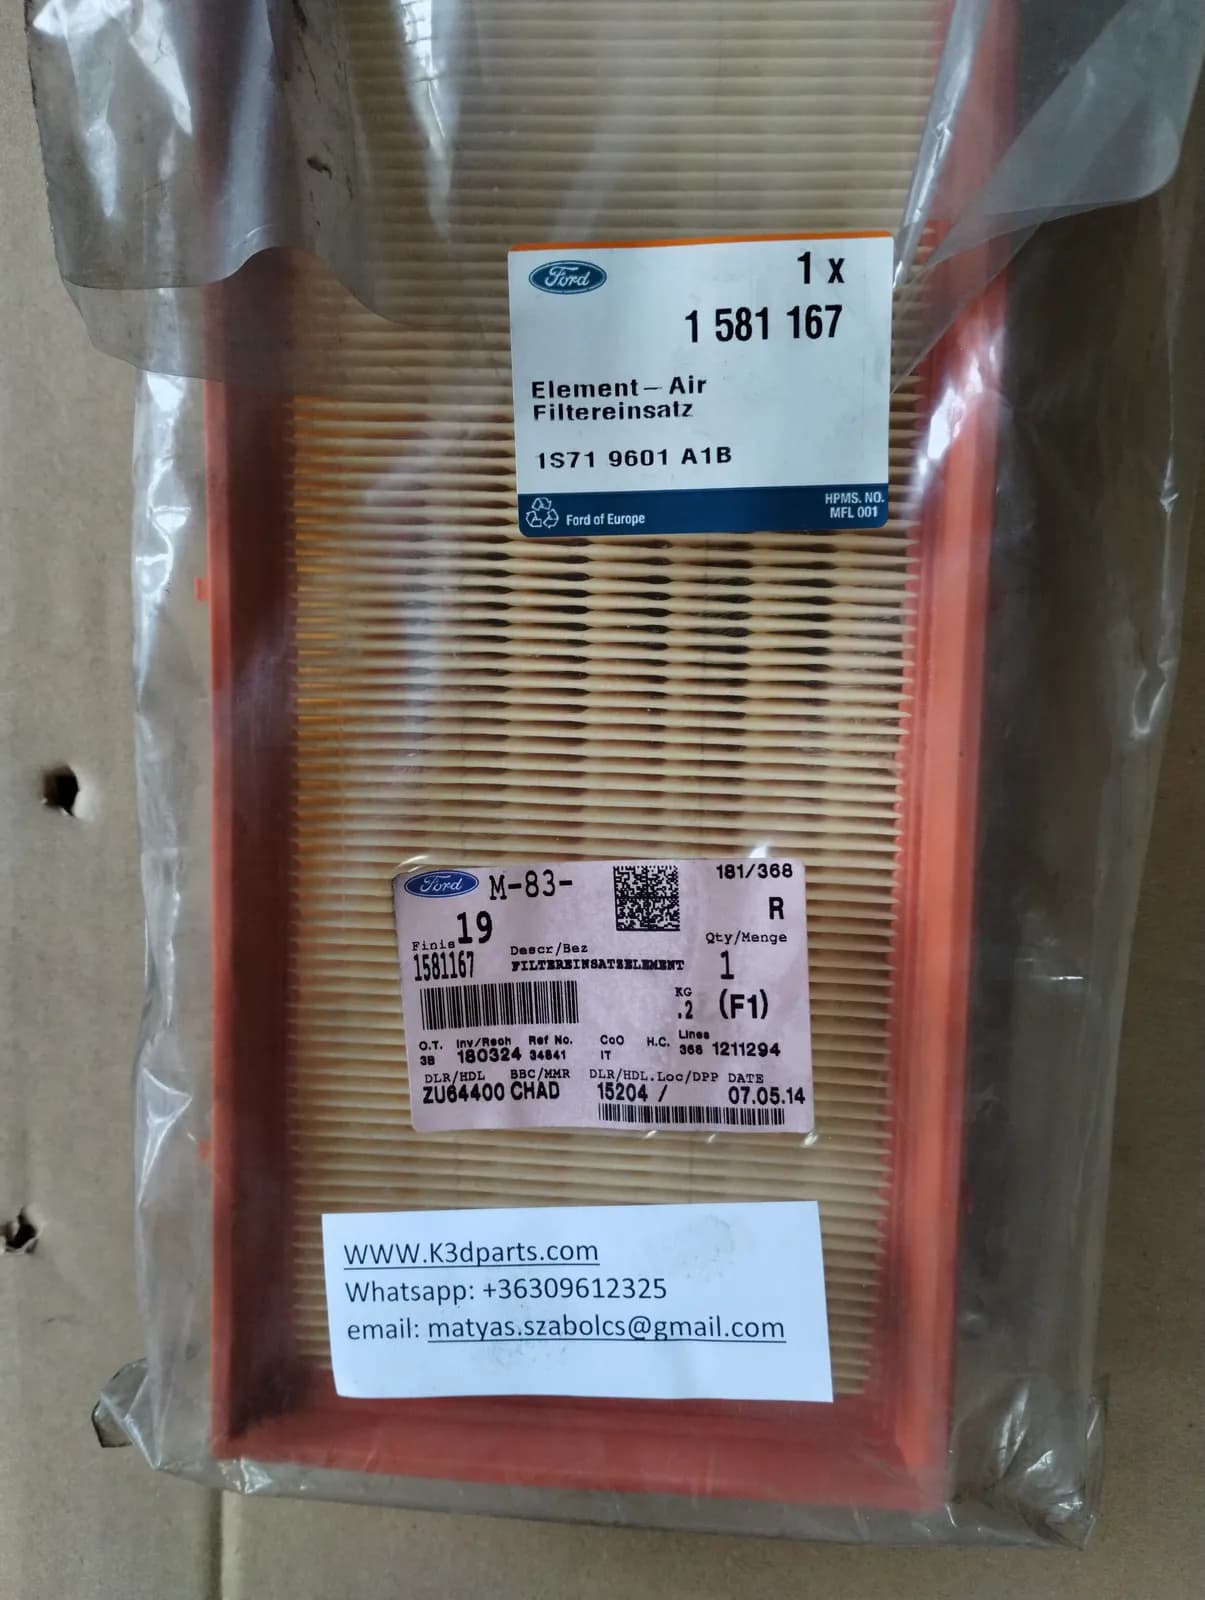 Ford
1 x
1 581 167
Element - Air
Filtereinsatz
1S71 9601 A1B
Ford of Europe
HPMS. NO.
MFL 001
Ford M-83- 181/368
19 R
Finis Descr/Bez Qty/Menge
1581167 FILTEREINSATZELEMENT 1
KG
.2 (F1)
O.T. Inv/Rech Ref No. CoO H.C. Lines
3B 180324 34841 IT 368 1211294
DLR/HDL BBC/MMR DLR/HDL.Loc/DPP DATE
ZU64400 CHAD 15204 / 07.05.14
WWW.K3dparts.com
Whatsapp: +36309612325
email: matyas.szabolcs@gmail.com